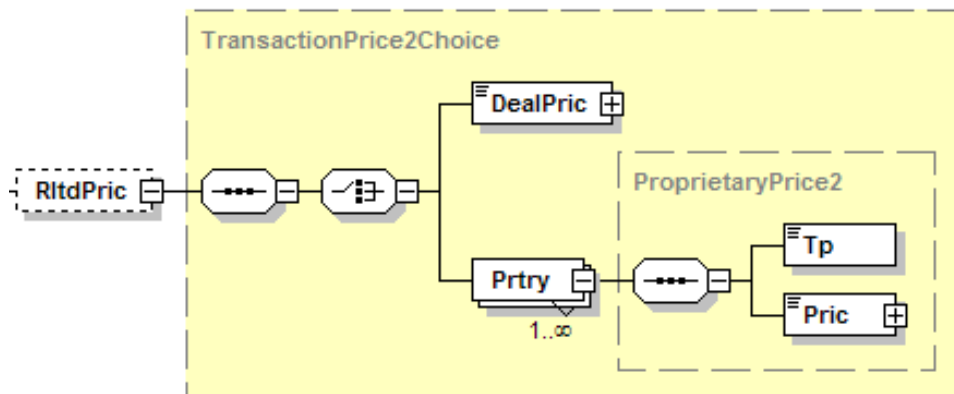 TransactionPrice2Choice
DealPric
RltdPric
ProprietaryPrice2
Tp
Prtry
Pric
1..∞